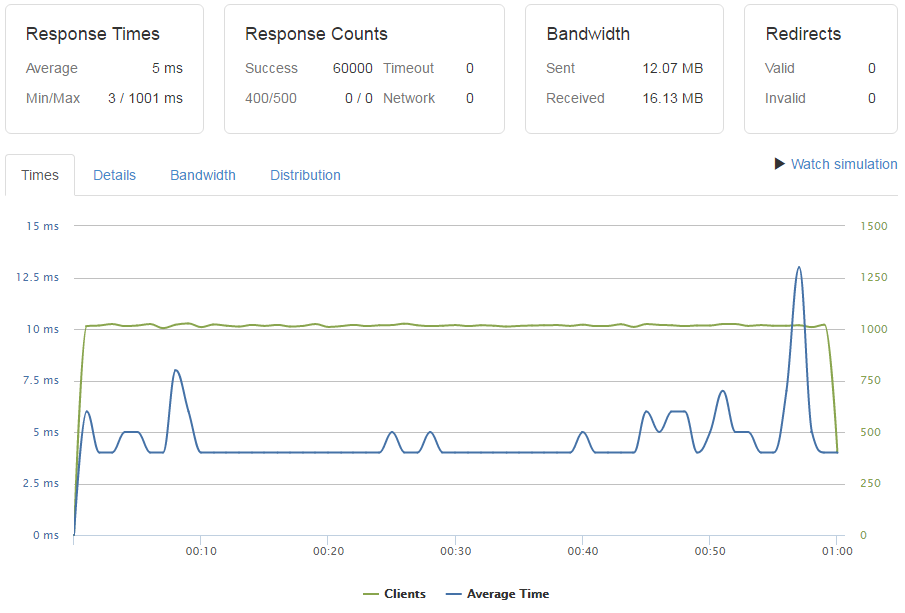 Response Times
Average 5 ms
Min/Max 3 / 1001 ms
Response Counts
Success 60000 Timeout 0
400/500 0 / 0 Network 0
Bandwidth
Sent 12.07 MB
Received 16.13 MB
Redirects
Valid 0
Invalid 0
Times Details Bandwidth Distribution
Watch simulation
15 ms 1500
12.5 ms 1250
10 ms 1000
7.5 ms 750
5 ms 500
2.5 ms 250
0 ms 0
00:10 00:20 00:30 00:40 00:50 01:00
Clients Average Time